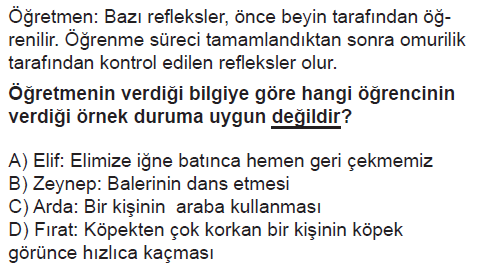 Öğretmen: Bazı refleksler, önce beyin tarafından öğ-
renilir. Öğrenme süreci tamamlandıktan sonra omurilik
tarafından kontrol edilen refleksler olur.
Öğretmenin verdiği bilgiye göre hangi öğrencinin
verdiği örnek duruma uygun değildir?
A) Elif: Elimize iğne batınca hemen geri çekmemiz
B) Zeynep: Balerinin dans etmesi
C) Arda: Bir kişinin araba kullanması
D) Fırat: Köpekten çok korkan bir kişinin köpek
görünce hızlıca kaçması